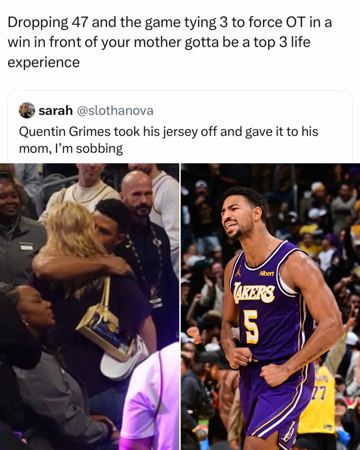 Dropping 47 and the game tying 3 to force OT in a
win in front of your mother gotta be a top 3 life
experience
sarah @slothanova
Quentin Grimes took his jersey off and gave it to his
mom, I'm sobbing
Albert
LAKERS
5
77